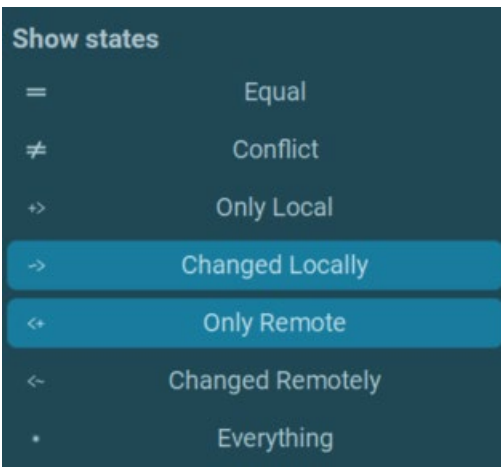 Show states
= Equal
≠ Conflict
+> Only Local
~> Changed Locally
<+ Only Remote
<~ Changed Remotely
• Everything